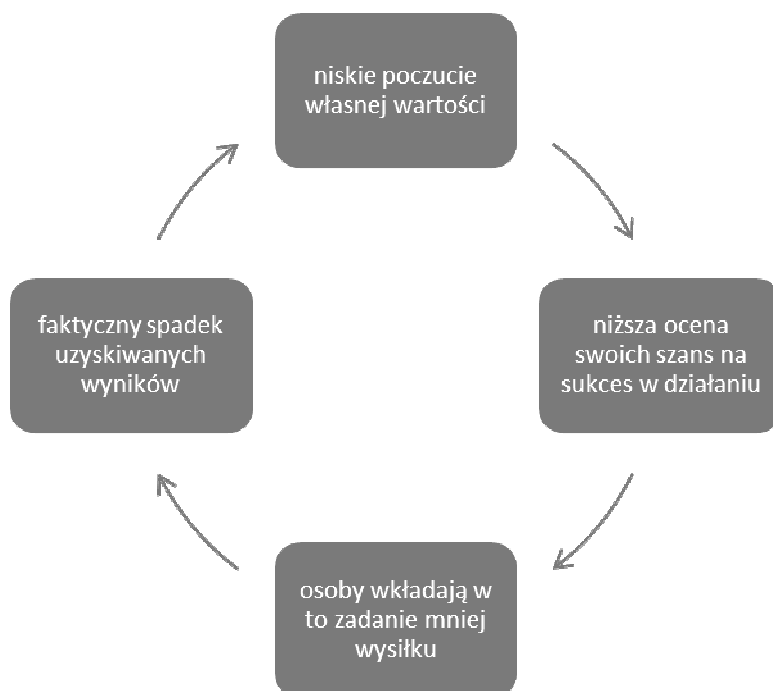 niskie poczucie
własnej wartości
niższa ocena
swoich szans na
sukces w działaniu
osoby wkładają w
to zadanie mniej
wysiłku
faktyczny spadek
uzyskiwanych
wyników